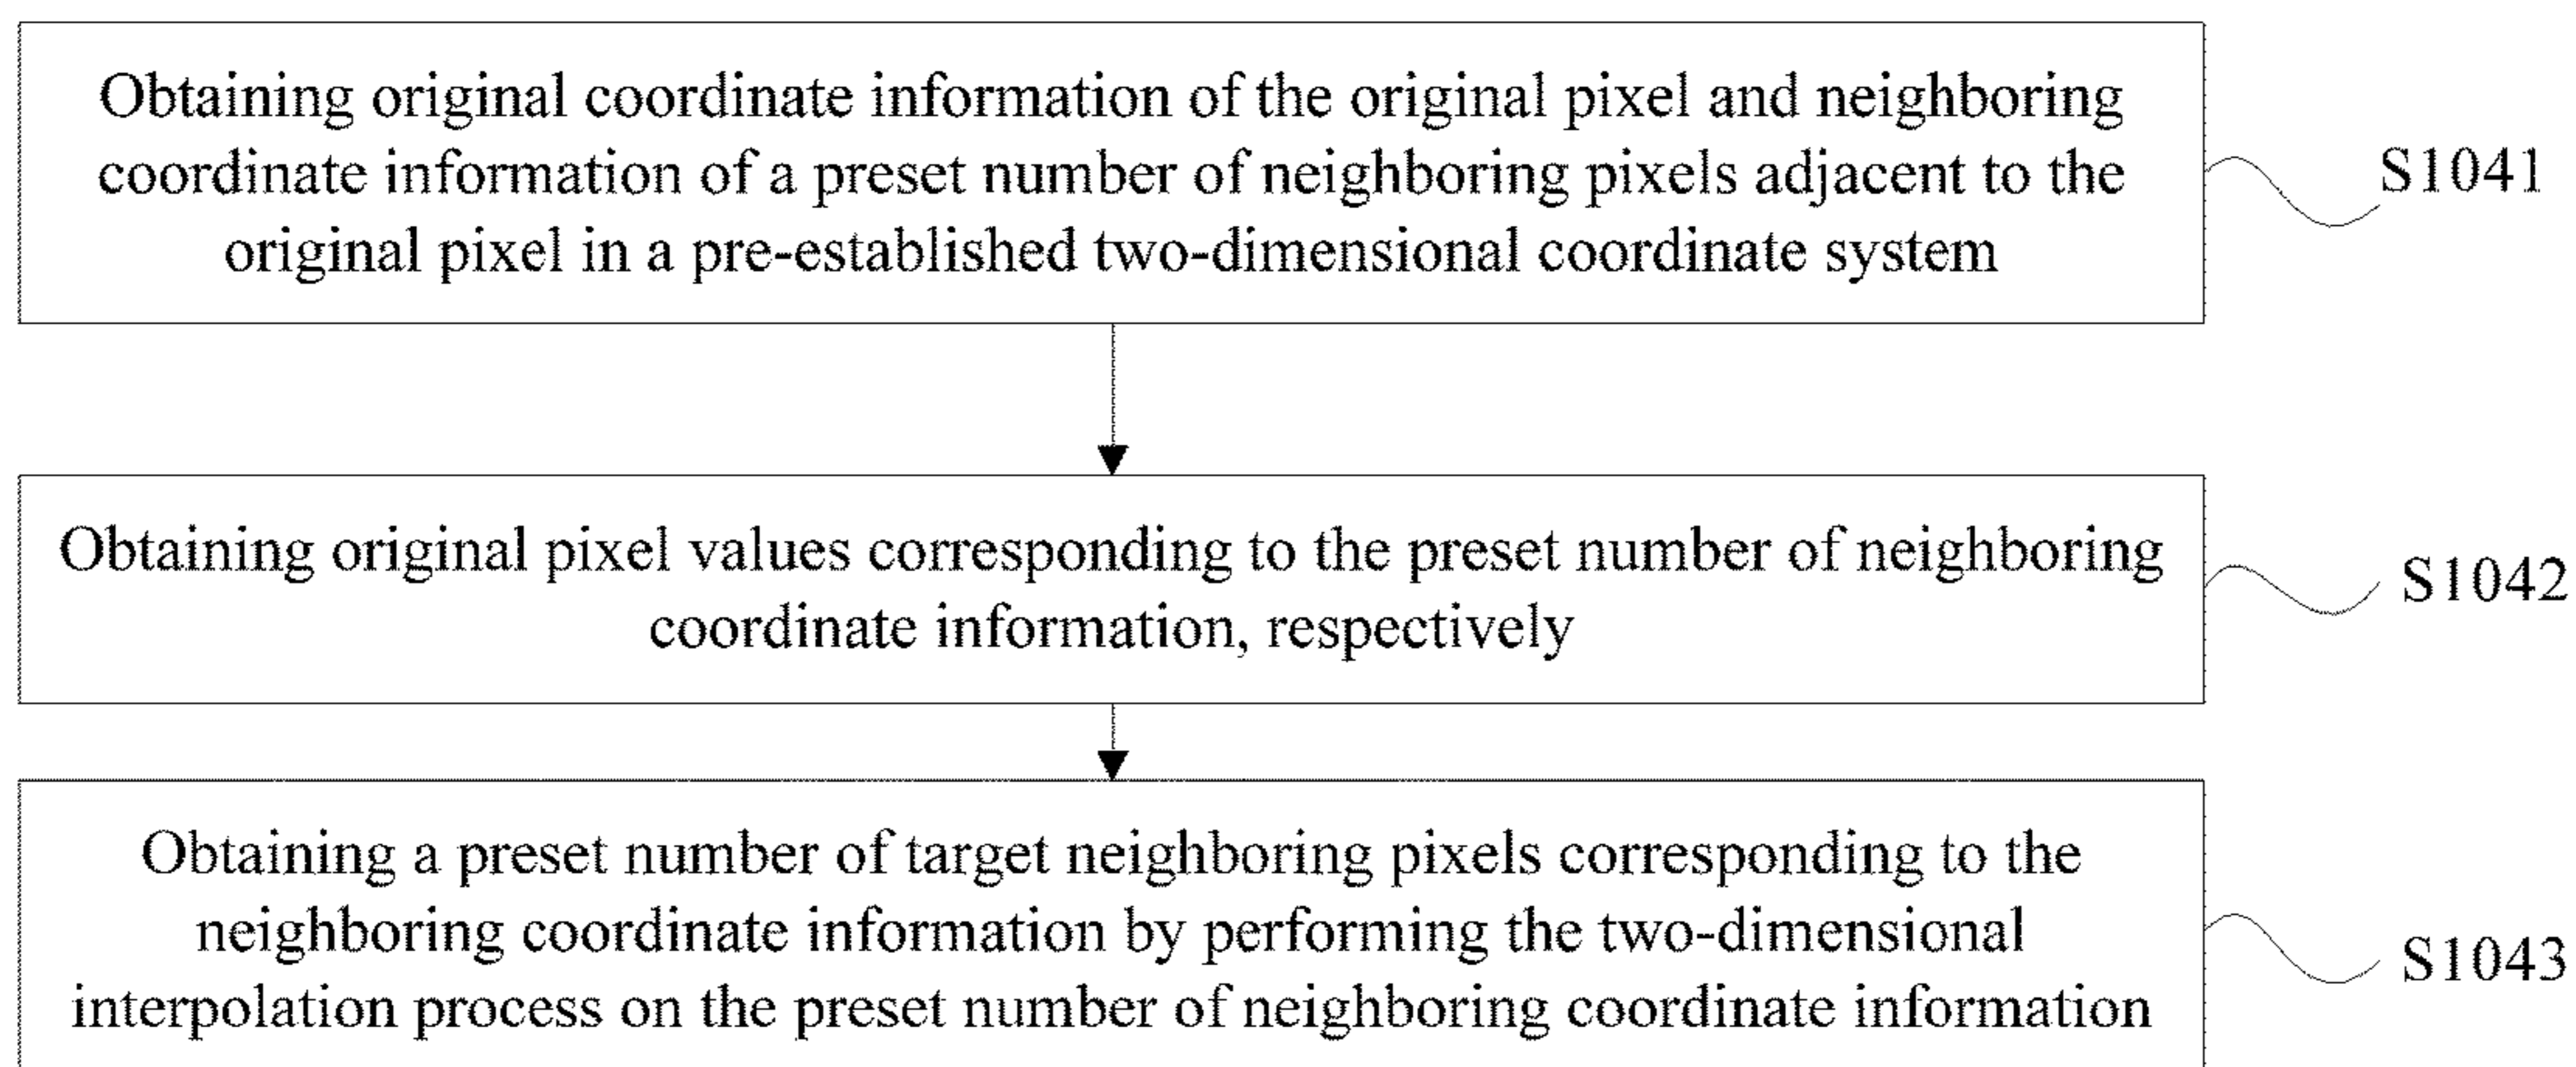 Obtaining original coordinate information of the original pixel and neighboring
coordinate information of a preset number of neighboring pixels adjacent to the
original pixel in a pre-established two-dimensional coordinate system
S1041
Obtaining original pixel values corresponding to the preset number of neighboring
coordinate information, respectively
S1042
Obtaining a preset number of target neighboring pixels corresponding to the
neighboring coordinate information by performing the two-dimensional
interpolation process on the preset number of neighboring coordinate information
S1043